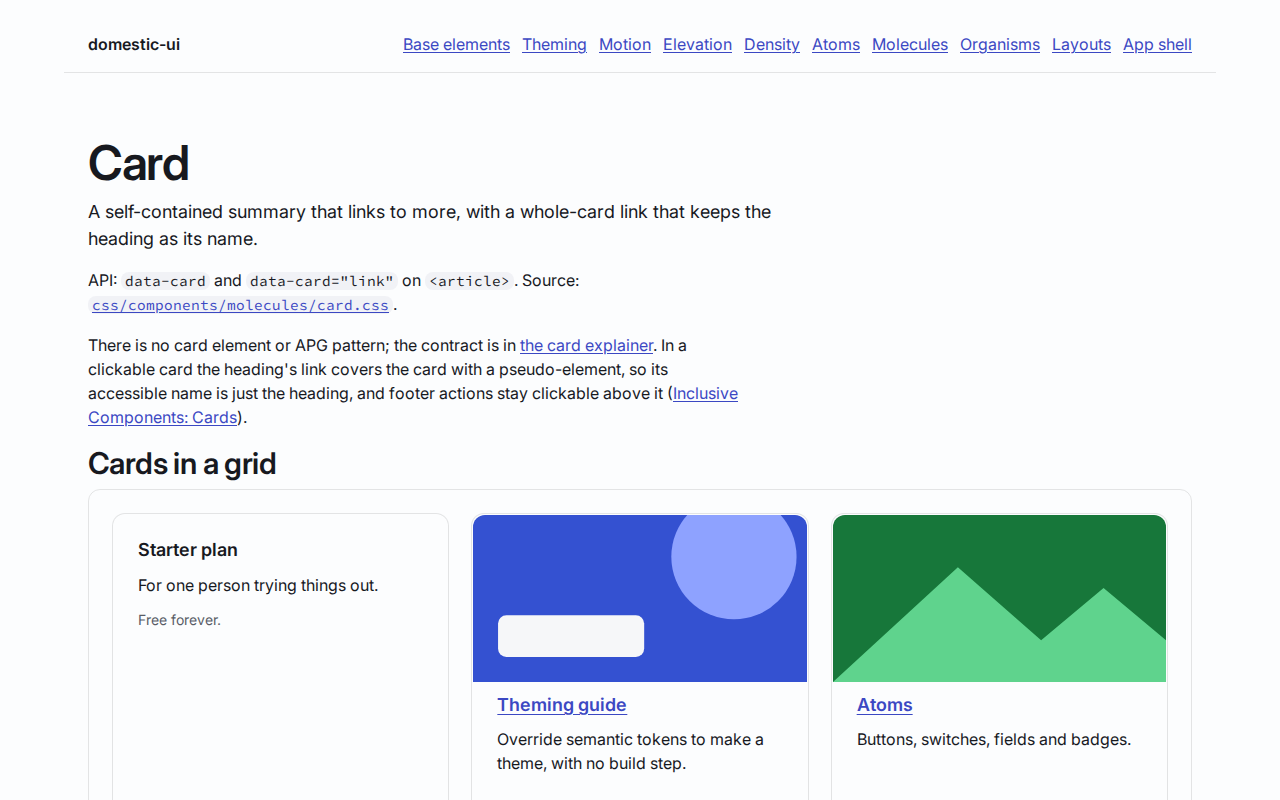 domestic-ui
Base elements Theming Motion Elevation Density Atoms Molecules Organisms Layouts App shell
Card
A self-contained summary that links to more, with a whole-card link that keeps the
heading as its name.
API: data-card and data-card="link" on <article>. Source:
css/components/molecules/card.css.
There is no card element or APG pattern; the contract is in the card explainer. In a
clickable card the heading's link covers the card with a pseudo-element, so its
accessible name is just the heading, and footer actions stay clickable above it (Inclusive
Components: Cards).
Cards in a grid
Starter plan
For one person trying things out.
Free forever.
Theming guide
Override semantic tokens to make a
theme, with no build step.
Atoms
Buttons, switches, fields and badges.